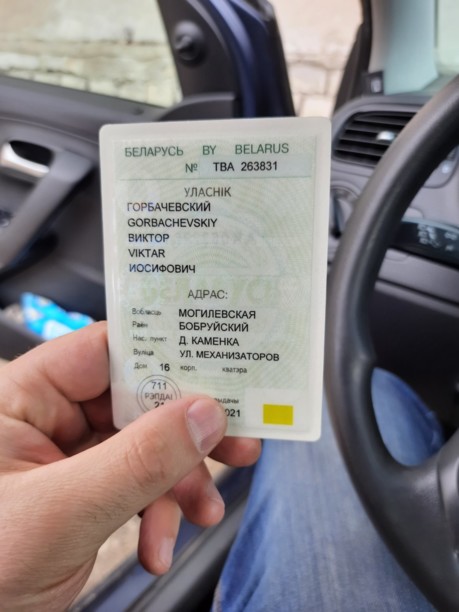 БЕЛАРУСЬ BY BELARUS
№ ТВА 263831
УЛАСНІК
ГОРБАЧЕВСКИЙ
GORBACHEVSKIY
ВИКТОР
VIKTAR
ИОСИФОВИЧ
АДРАС:
Вобласць МОГИЛЕВСКАЯ
Раён БОБРУЙСКИЙ
Нас. пункт Д. КАМЕНКА
Вуліца УЛ. МЕХАНИЗАТОРОВ
Дом 16 корп. кватэра
711
РЭПДАІ